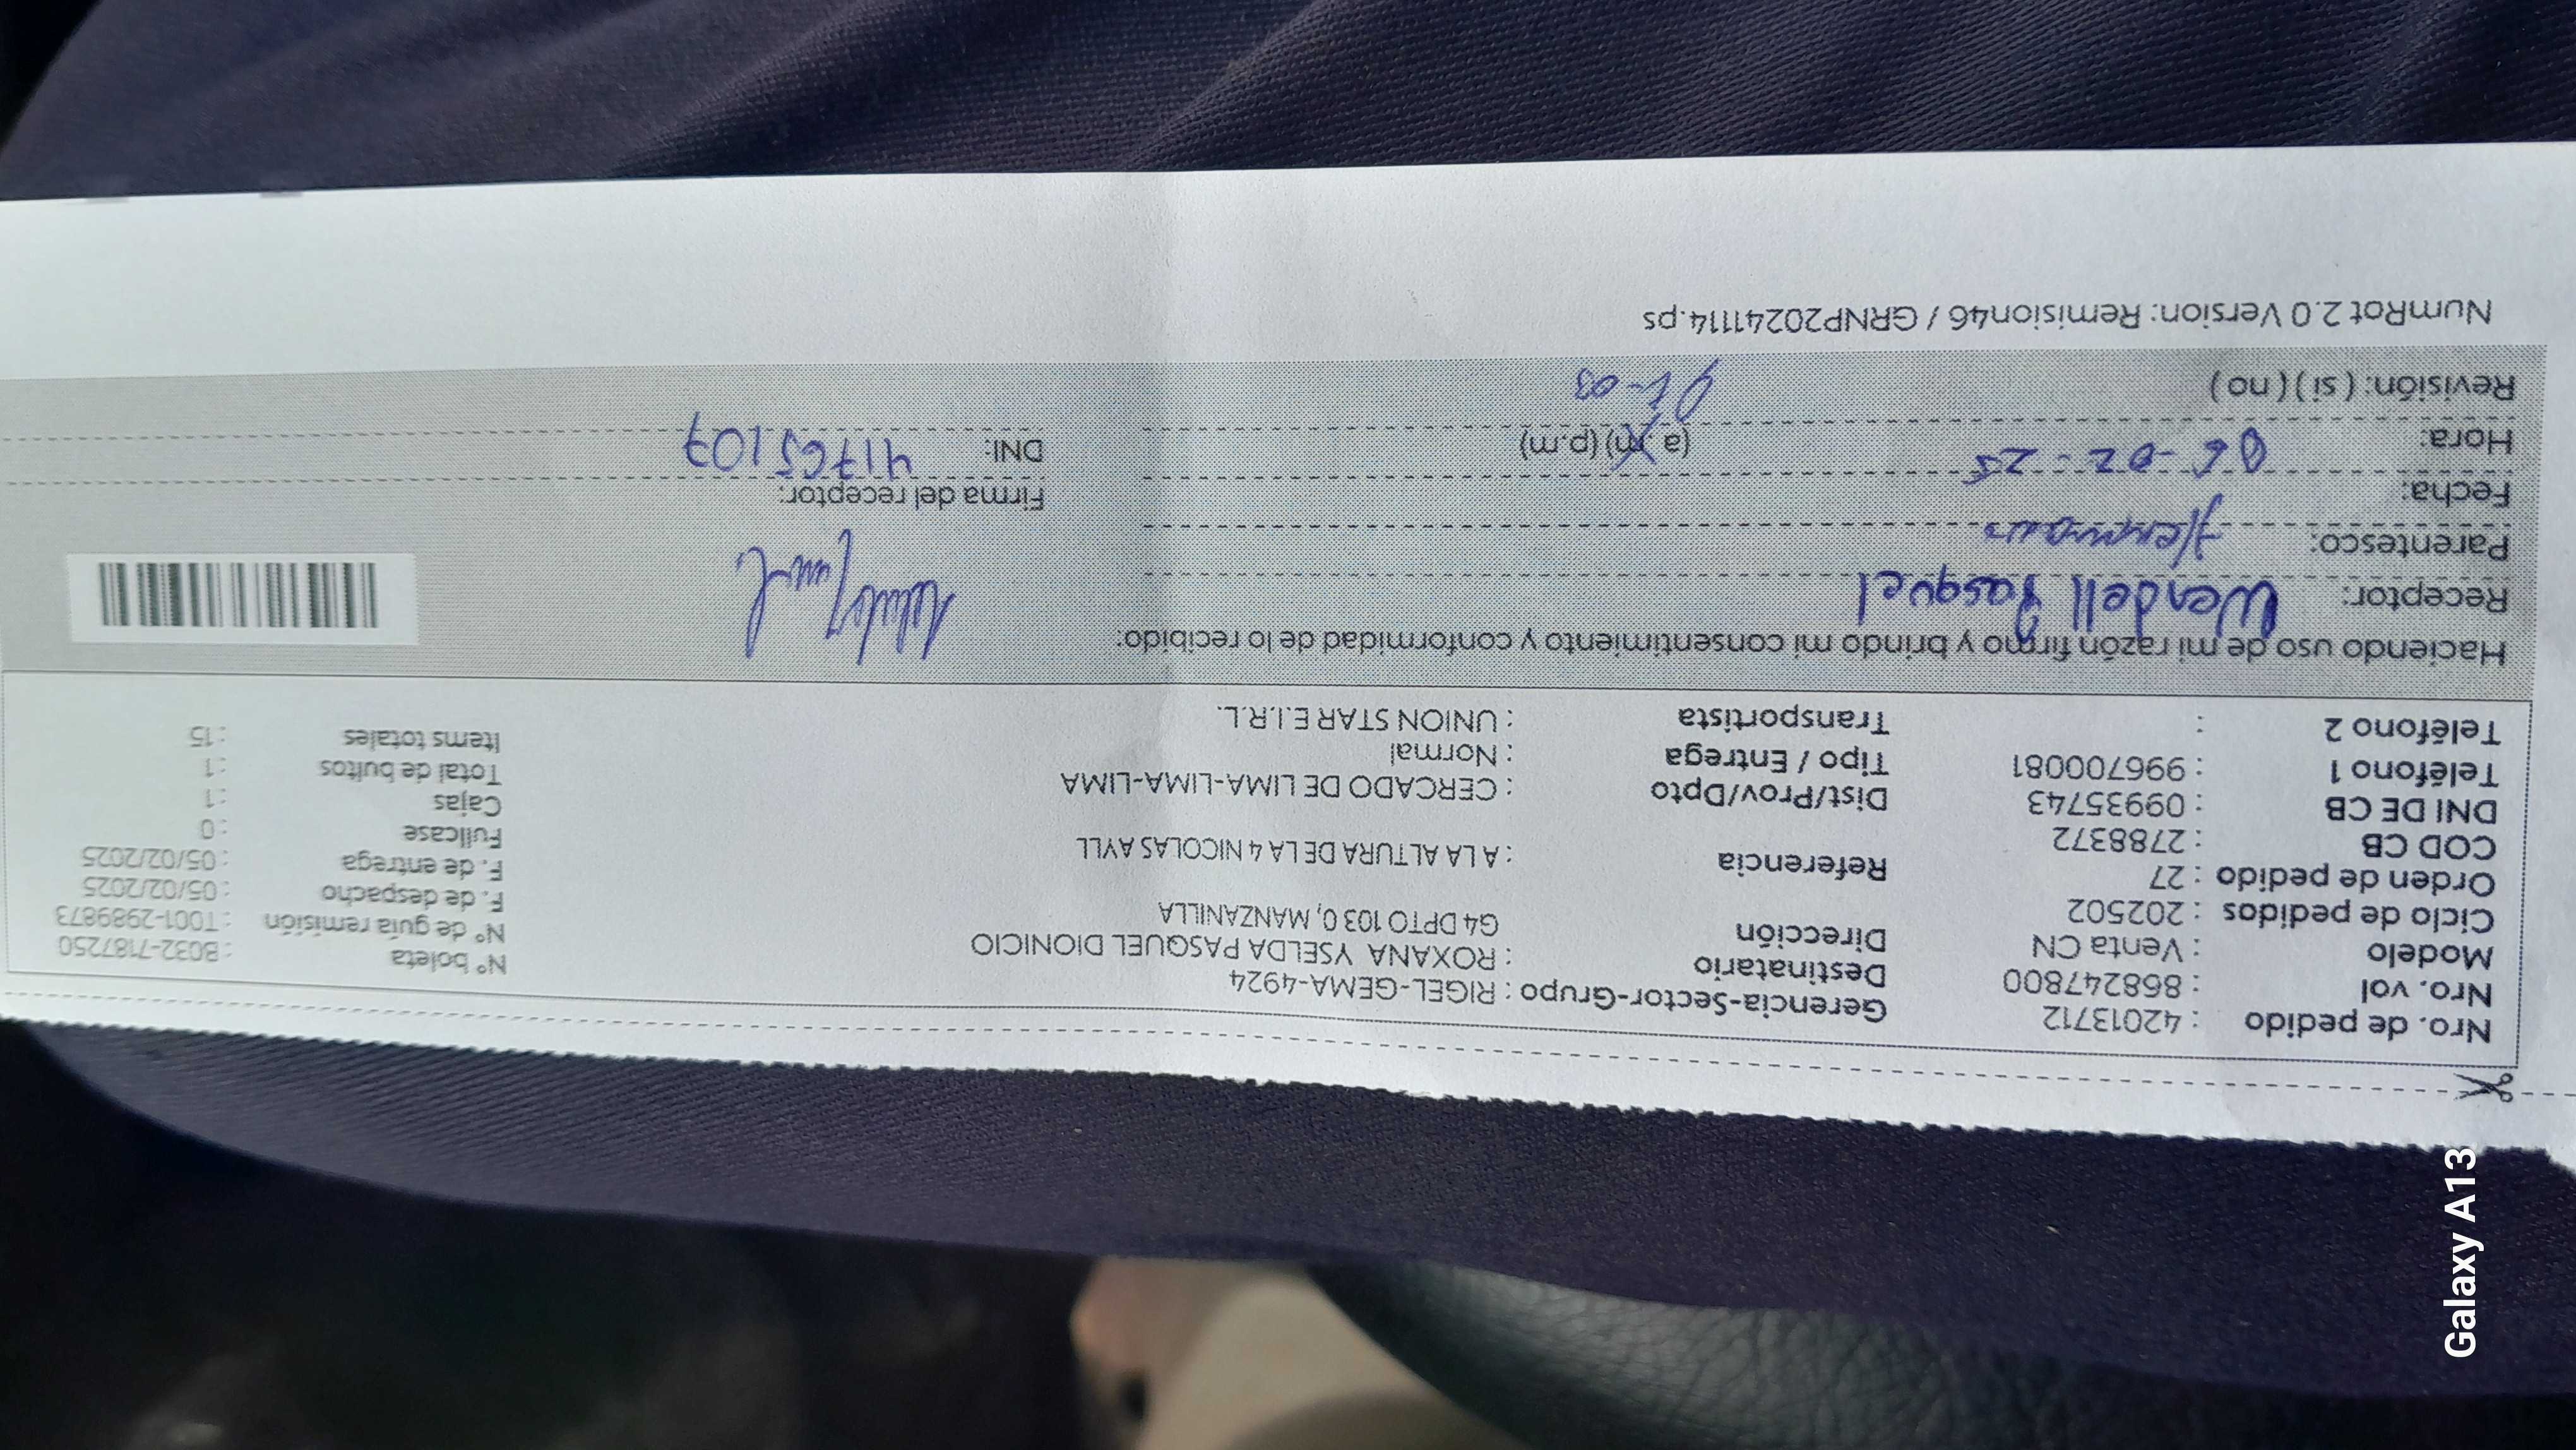 Nro. de pedido : 42013712
Nro. vol : 868247800
Modelo : Venta CN
Ciclo de pedidos : 202502
Orden de pedido : 27
COD CB : 2788372
DNI DE CB : 09935743
Teléfono 1 : 996700081
Teléfono 2 :
Gerencia-Sector-Grupo : RIGEL-GEMA-4924
Destinatario : ROXANA YSELDA PASQUEL DIONICIO
Dirección G4 DPTO 103 0, MANZANILLA
Referencia : A LA ALTURA DE LA 4 NICOLAS AYLL
Dist/Prov/Dpto : CERCADO DE LIMA-LIMA-LIMA
Tipo / Entrega : Normal
Transportista : UNION STAR E.I.R.L.
N° boleta : B032-7187250
N° de guía remisión : T001-2989873
F. de despacho : 05/02/2025
F. de entrega : 05/02/2025
Fullcase : 0
Cajas : 1
Total de bultos : 1
Items totales : 15
Haciendo uso de mi razón firmo y brindo mi consentimiento y conformidad de lo recibido:
Receptor: Wendell Pasquel
Parentesco: Hermano
Fecha: 06-02-25
Hora: (a.m) (p.m)
Revisión: ( si ) ( no )
Firma del receptor:
DNI: 41765107
NumRot 2.0 Version: Remision46 / GRNP20241114.ps
Galaxy A13